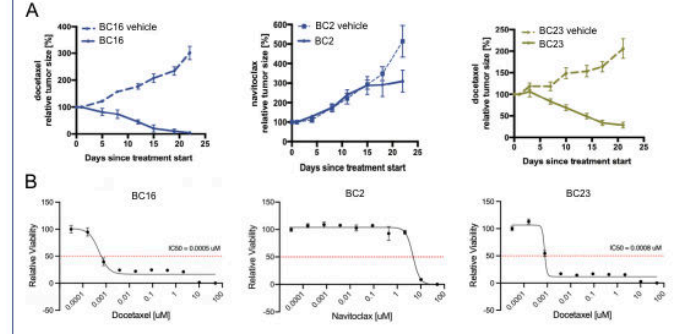 A
BC16 vehicle
BC16
docetaxel
relative tumor size [%]
400
300
200
100
0
0 5 10 15 20 25
Days since treatment start
BC2 vehicle
BC2
navitoclax
relative tumor size [%]
600
500
400
300
200
100
0
0 5 10 15 20 25
Days since treatment start
BC23 vehicle
BC23
docetaxel
relative tumor size [%]
250
200
150
100
50
0
0 5 10 15 20 25
Days since treatment start
B
BC16
Relative Viability
150
100
50
0
-50
IC50 = 0.0005 uM
0.0001 0.001 0.01 0.1 1 10 100
Docetaxel [uM]
BC2
Relative Viability
150
100
50
0
-50
0.0001 0.001 0.01 0.1 1 10 100
Navitoclax [uM]
BC23
Relative Viability
150
100
50
0
-50
IC50 = 0.0008 uM
0.0001 0.001 0.01 0.1 1 10 100
Docetaxel [uM]